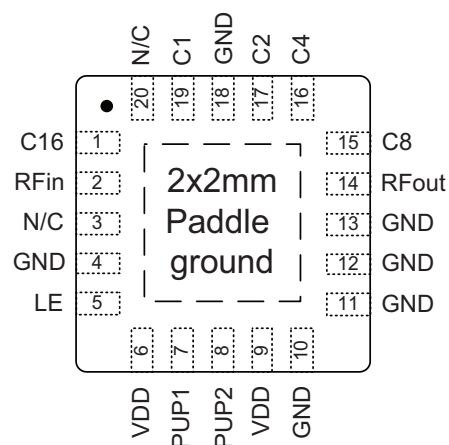 N/C
C1
GND
C2
C4
20
19
18
17
16
C16
1
15
C8
RFin
2
14
RFout
N/C
3
13
GND
GND
4
12
GND
LE
5
11
GND
2x2mm
Paddle
ground
6
7
8
9
10
VDD
PUP1
PUP2
VDD
GND